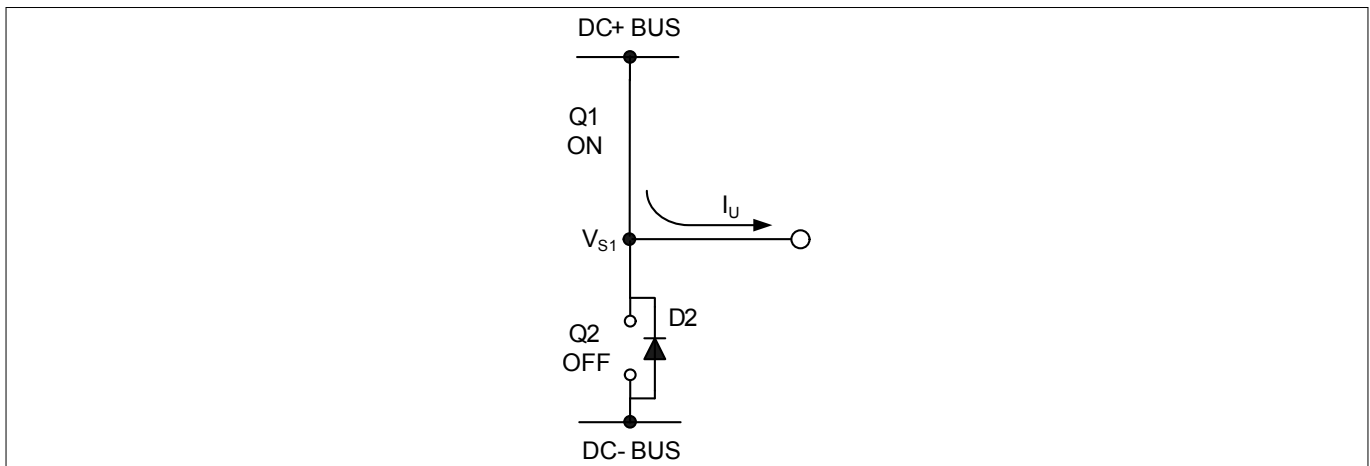 DC+ BUS
Q1
ON
IU
VS1
D2
Q2
OFF
DC- BUS